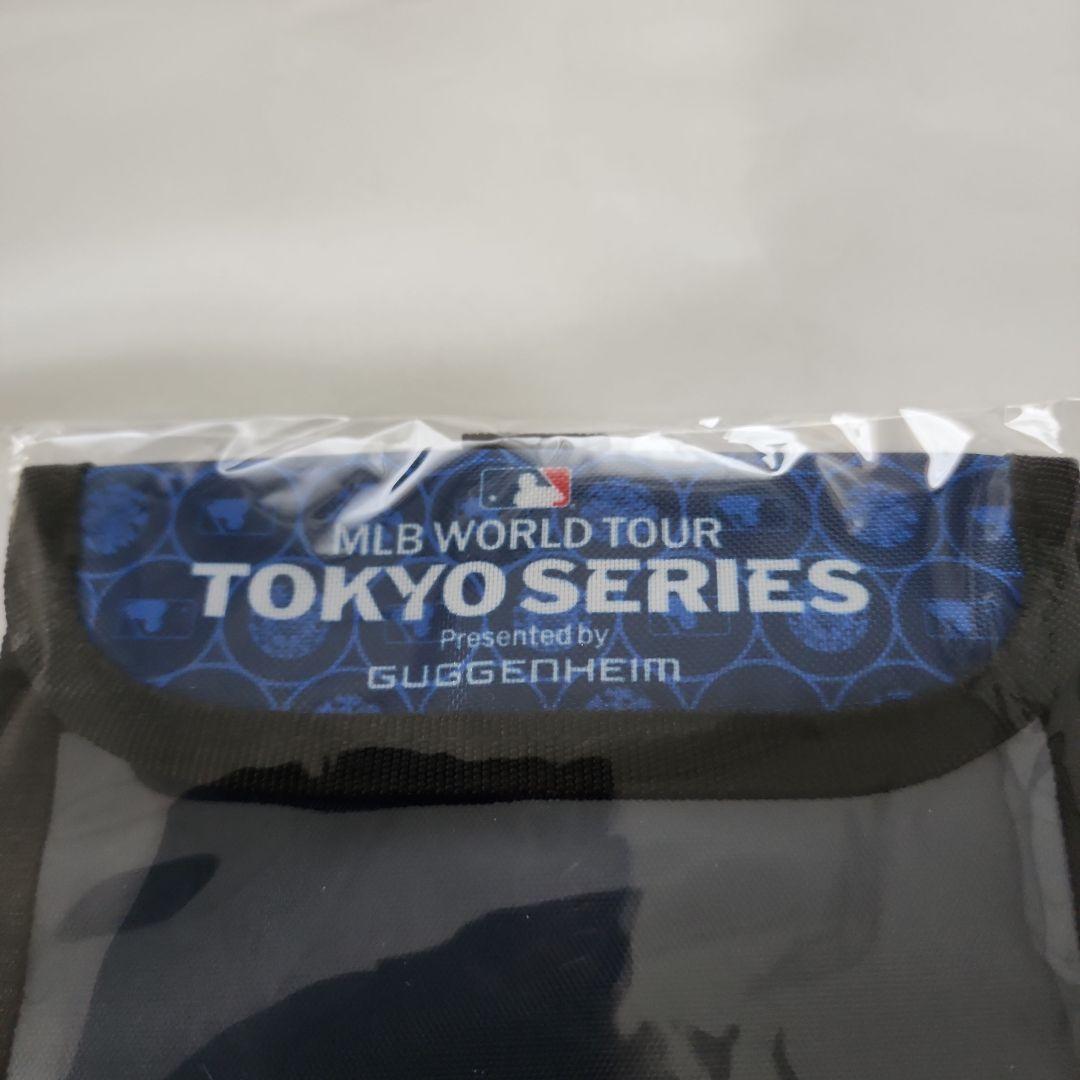 MLB WORLD TOUR
TOKYO SERIES
Presented by
GUGGENHEIM